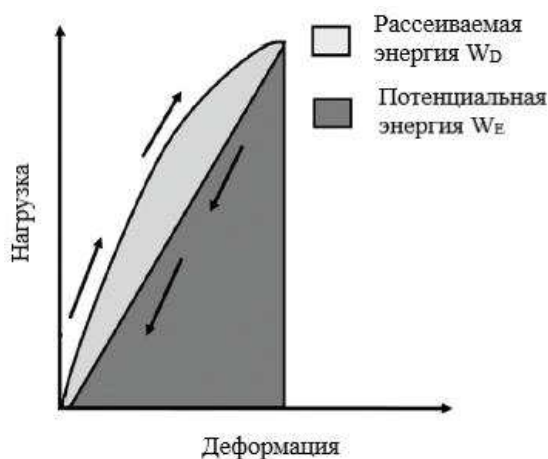 Рассеиваемая
энергия WD
Потенциальная
энергия WE
Нагрузка
Деформация